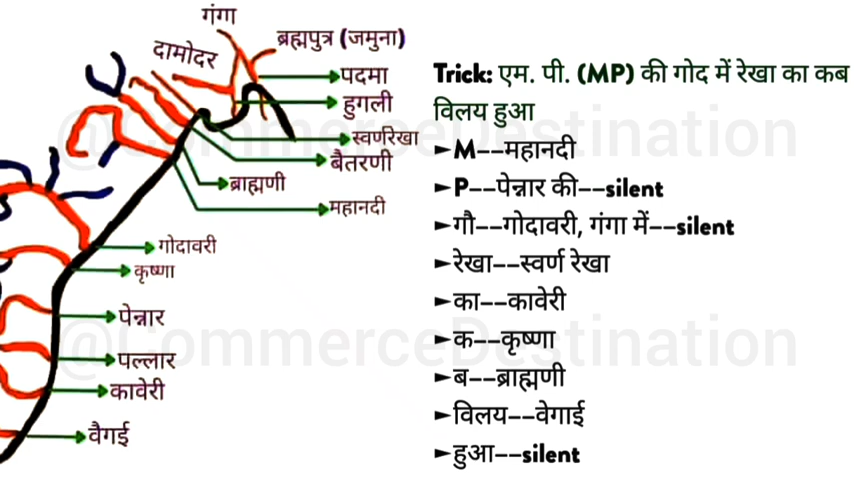 गंगा
ब्रह्मपुत्र (जमुना)
दामोदर
पदमा
हुगली
स्वर्णरेखा
बैतरणी
ब्राह्मणी
महानदी
गोदावरी
कृष्णा
पेन्नार
पल्लार
कावेरी
वैगई
Trick: एम. पी. (MP) की गोद में रेखा का कब
विलय हुआ
►M--महानदी
►P--पेन्नार की--silent
►गौ--गोदावरी, गंगा में--silent
►रेखा--स्वर्ण रेखा
►का--कावेरी
►क--कृष्णा
►ब--ब्राह्मणी
►विलय--वेगाई
►हुआ--silent
@CommerceDestination
@CommerceDestination